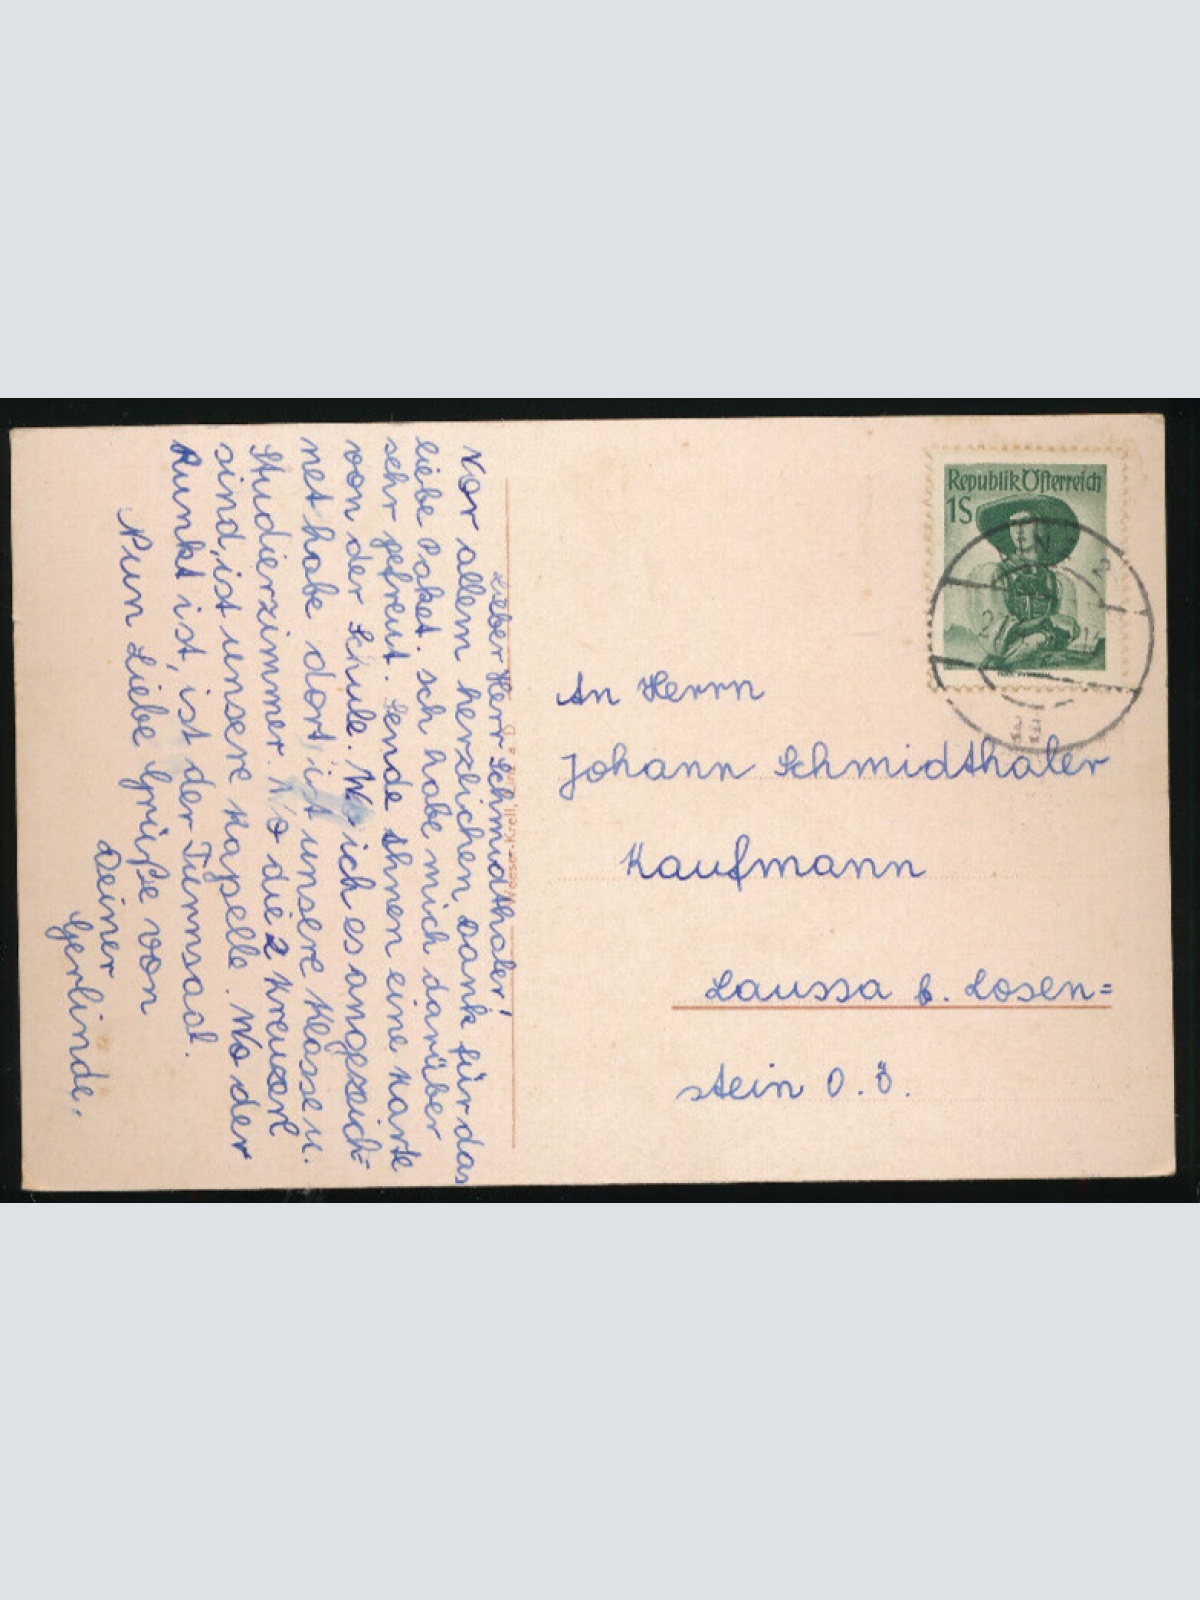 Lieber Herr Schmidthaler!
Vor allem herzlichen Dank für das
liebe Paket. Ich habe mich darüber
sehr gefreut. Sende Ihnen eine Karte
von der Schule. Wo ich es angezeich=
net habe dort ist unsere Klasse u.
Studierzimmer. Wo die 2 Kreuze
sind, ist unsere Kapelle. Wo der
Punkt ist, ist der Turnsaal.
Nun Liebe Grüße von
Deiner
Gerlinde.
Republik Österreich
1S
An Herrn
Johann Schmidthaler
Kaufmann
Laussa b. Losen=
stein O.Ö.